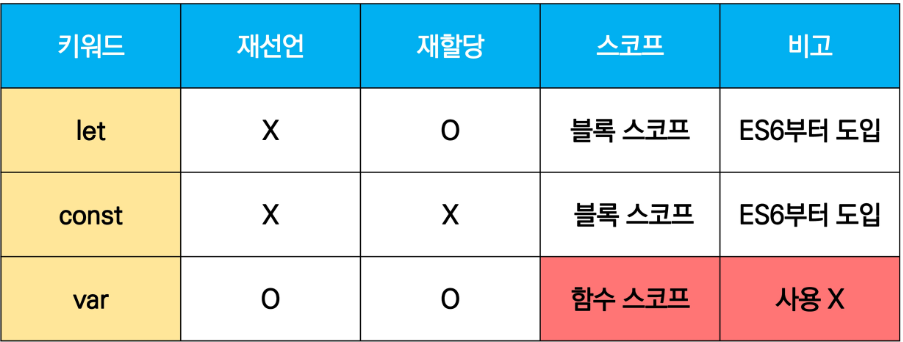 키워드 재선언 재할당 스코프 비고
let X O 블록 스코프 ES6부터 도입
const X X 블록 스코프 ES6부터 도입
var O O 함수 스코프 사용 X